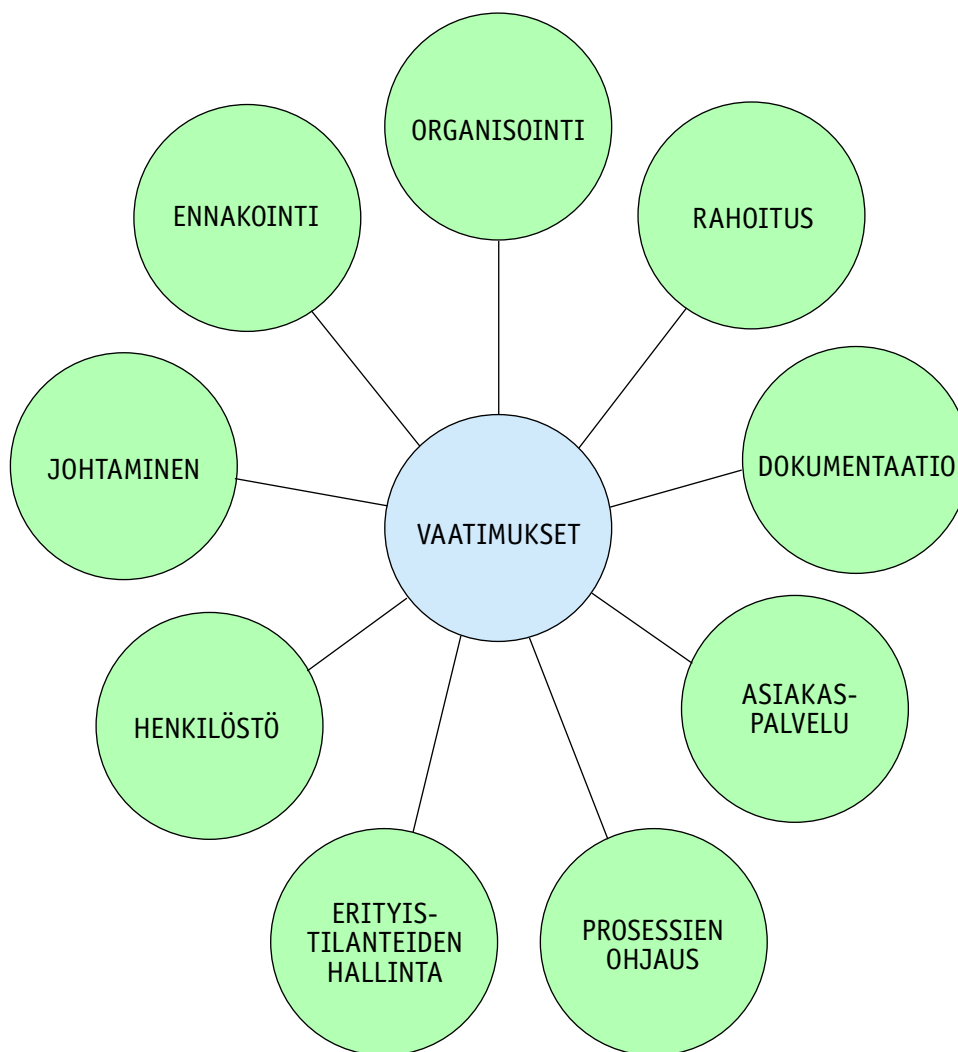 ORGANISOINTI
RAHOITUS
ENNAKOINTI
DOKUMENTAATIO
JOHTAMINEN
VAATIMUKSET
ASIAKAS-
PALVELU
HENKILÖSTÖ
ERITYIS-
TILANTEIDEN
HALLINTA
PROSESSIEN
OHJAUS